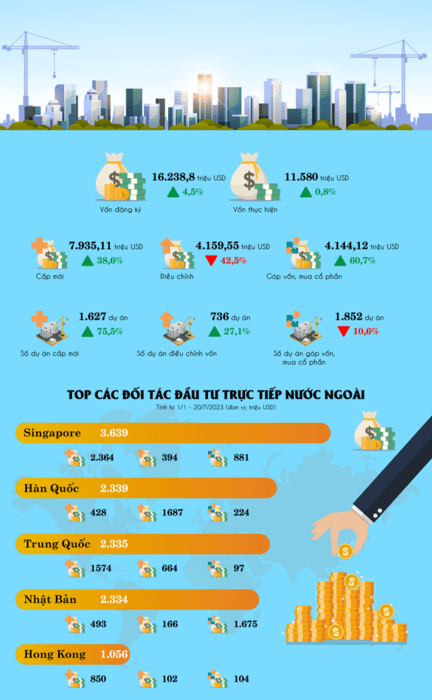 16.238,8 triệu USD
4,5%
Vốn đăng ký
11.580 triệu USD
0,8%
Vốn thực hiện
7.935,11 triệu USD
38,6%
Cấp mới
4.159,55 triệu USD
42,5%
Điều chỉnh
4.144,12 triệu USD
60,7%
Góp vốn, mua cổ phần
1.627 dự án
75,5%
Số dự án cấp mới
736 dự án
27,1%
Số dự án điều chỉnh vốn
1.852 dự án
10,6%
Số dự án góp vốn,
mua cổ phần
TOP CÁC ĐỐI TÁC ĐẦU TƯ TRỰC TIẾP NƯỚC NGOÀI
Tính từ 1/1 - 20/7/2023 (đơn vị: triệu USD)
Singapore 3.639
2.364 394 881
Hàn Quốc 2.339
428 1687 224
Trung Quốc 2.335
1574 664 97
Nhật Bản 2.334
493 166 1.675
Hong Kong 1.056
850 102 104